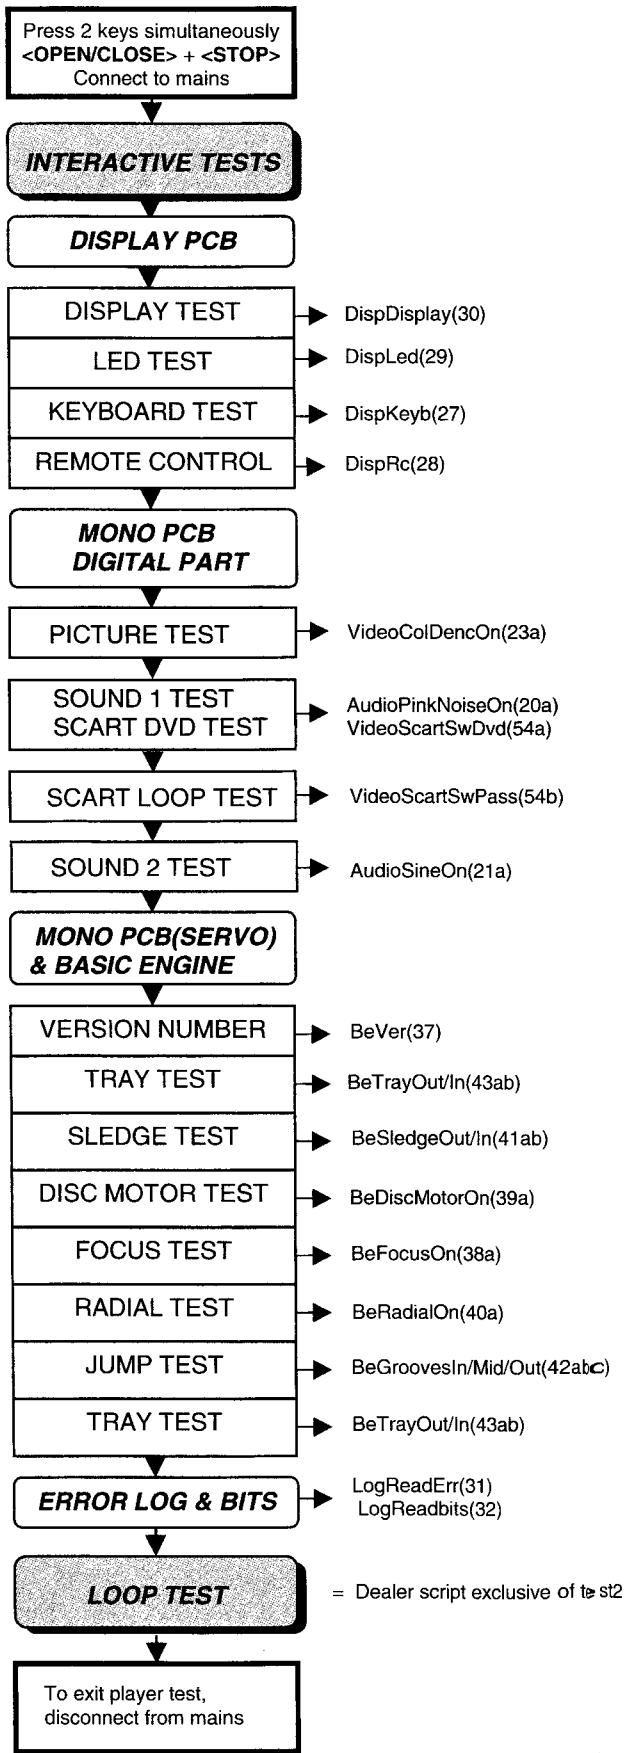 Press 2 keys simultaneously
<OPEN/CLOSE> + <STOP>
Connect to mains
INTERACTIVE TESTS
DISPLAY PCB
DISPLAY TEST
DispDisplay(30)
LED TEST
DispLed(29)
KEYBOARD TEST
DispKeyb(27)
REMOTE CONTROL
DispRc(28)
MONO PCB
DIGITAL PART
PICTURE TEST
VideoColDencOn(23a)
SOUND 1 TEST
SCART DVD TEST
AudioPinkNoiseOn(20a)
VideoScartSwDvd(54a)
SCART LOOP TEST
VideoScartSwPass(54b)
SOUND 2 TEST
AudioSineOn(21a)
MONO PCB(SERVO)
& BASIC ENGINE
VERSION NUMBER
BeVer(37)
TRAY TEST
BeTrayOut/In(43ab)
SLEDGE TEST
BeSledgeOut/In(41ab)
DISC MOTOR TEST
BeDiscMotorOn(39a)
FOCUS TEST
BeFocusOn(38a)
RADIAL TEST
BeRadialOn(40a)
JUMP TEST
BeGroovesIn/Mid/Out(42abc)
TRAY TEST
BeTrayOut/In(43ab)
ERROR LOG & BITS
LogReadErr(31)
LogReadbits(32)
LOOP TEST
= Dealer script exclusive of test2
To exit player test,
disconnect from mains